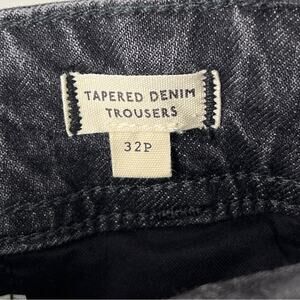 TAPERED DENIM
TROUSERS
32P